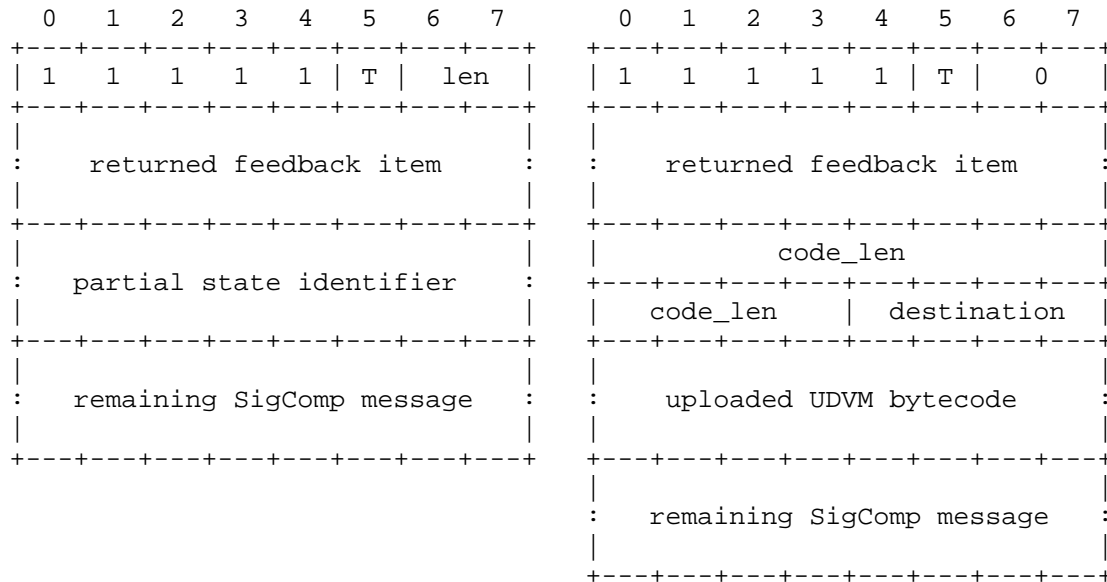 0   1   2   3   4   5   6   7       0   1   2   3   4   5   6   7
+---+---+---+---+---+---+---+---+   +---+---+---+---+---+---+---+---+
| 1   1   1   1   1 | T |  len  |   | 1   1   1   1   1 | T |   0   |
+---+---+---+---+---+---+---+---+   +---+---+---+---+---+---+---+---+
|                               |   |                               |
:    returned feedback item     :   :    returned feedback item     :
|                               |   |                               |
+---+---+---+---+---+---+---+---+   +---+---+---+---+---+---+---+---+
|                               |   |           code_len            |
:   partial state identifier    :   +---+---+---+---+---+---+---+---+
|                               |   |   code_len    |  destination  |
+---+---+---+---+---+---+---+---+   +---+---+---+---+---+---+---+---+
|                               |   |                               |
:   remaining SigComp message   :   :    uploaded UDVM bytecode     :
|                               |   |                               |
+---+---+---+---+---+---+---+---+   +---+---+---+---+---+---+---+---+
                                    |                               |
                                    :   remaining SigComp message   :
                                    |                               |
                                    +---+---+---+---+---+---+---+---+